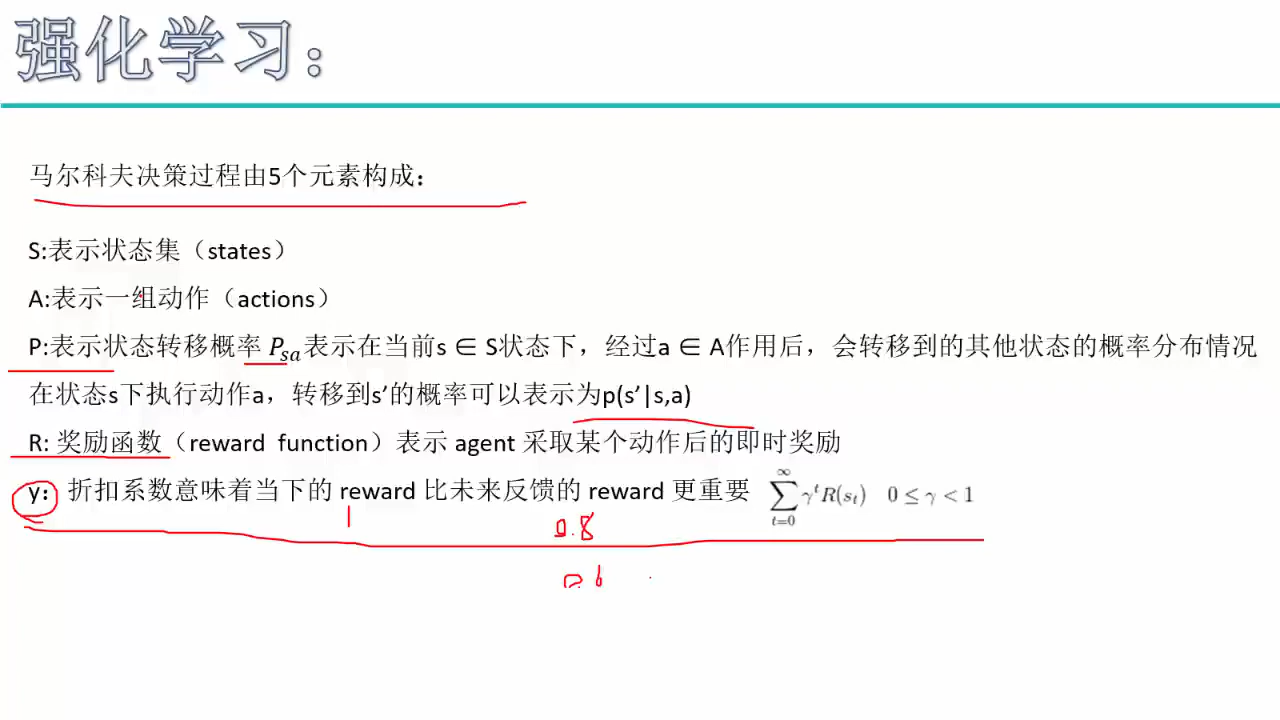 强化学习：
马尔科夫决策过程由5个元素构成：
S:表示状态集（states）
A:表示一组动作（actions）
P:表示状态转移概率 P_{sa} 表示在当前s ∈ S状态下，经过a ∈ A作用后，会转移到的其他状态的概率分布情况
在状态s下执行动作a，转移到s’的概率可以表示为p(s’|s,a)
R: 奖励函数（reward function）表示 agent 采取某个动作后的即时奖励
y： 折扣系数意味着当下的 reward 比未来反馈的 reward 更重要 \sum_{t=0}^{\infty} γ^t R(s_t) 0 ≤ γ < 1
1 0.8